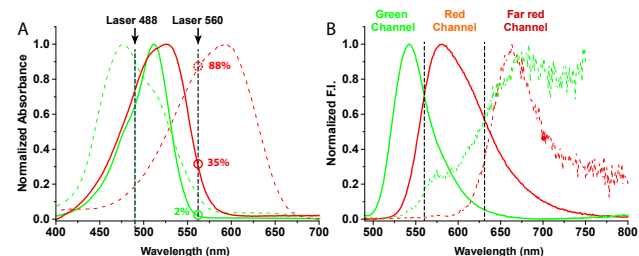 A
Laser 488
Laser 560
Normalized Absorbance
1.0
0.8
0.6
0.4
0.2
0.0
88%
35%
2%
400
450
500
550
600
650
700
Wavelength (nm)
B
Green
Channel
Red
Channel
Far red
Channel
Normalized F.I.
1.0
0.8
0.6
0.4
0.2
0.0
500
550
600
650
700
750
800
Wavelength (nm)